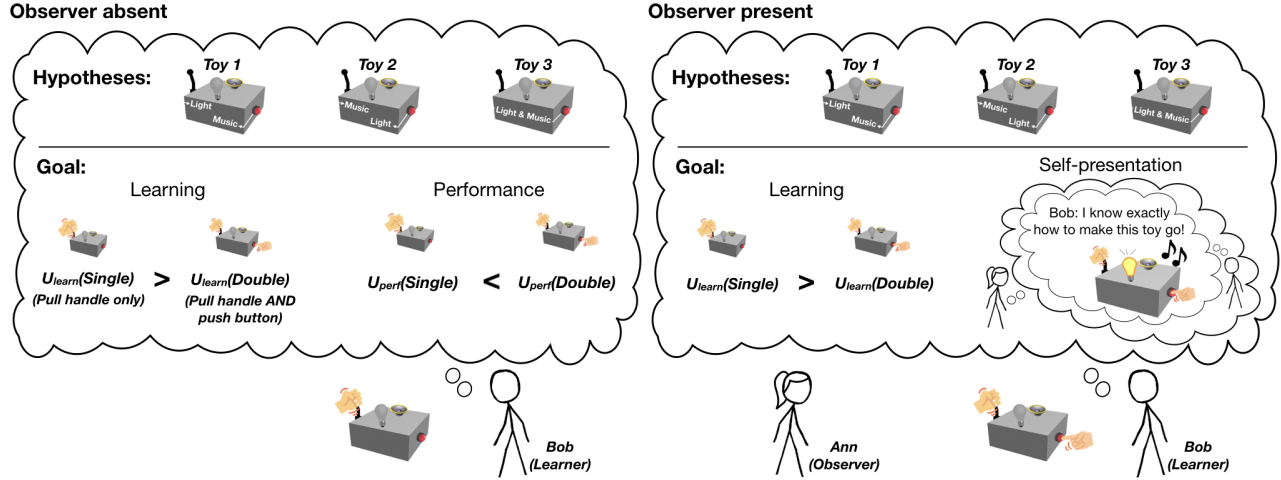 Observer absent
Hypotheses:
Toy 1
Toy 2
Toy 3
Light
Music
Music
Light
Light & Music
Goal:
Learning
Performance
Ulearn(Single) > Ulearn(Double)
(Pull handle only)
(Pull handle AND
push button)
Uperf(Single) < Uperf(Double)
Bob
(Learner)
Observer present
Hypotheses:
Toy 1
Toy 2
Toy 3
Light
Music
Music
Light
Light & Music
Goal:
Learning
Self-presentation
Bob: I know exactly
how to make this toy go!
Ulearn(Single) > Ulearn(Double)
Ann
(Observer)
Bob
(Learner)